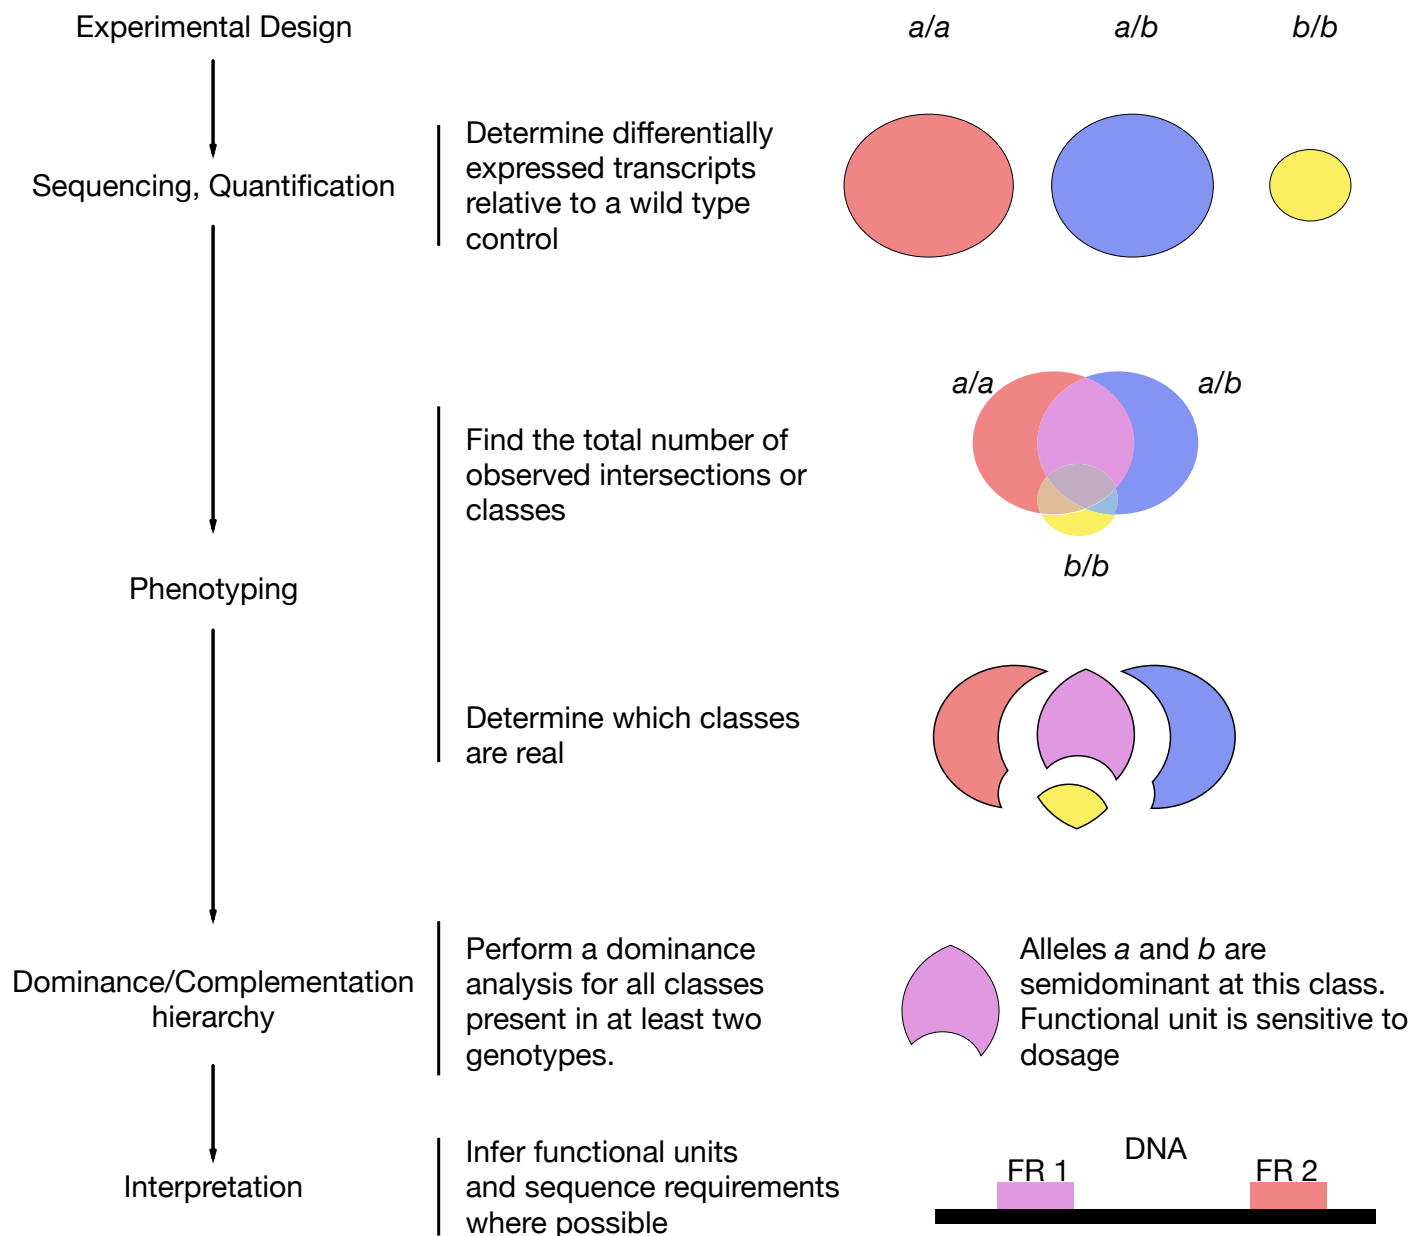 Experimental Design
a/a
a/b
b/b
Sequencing, Quantification
Determine differentially
expressed transcripts
relative to a wild type
control
Find the total number of
observed intersections or
classes
a/a
a/b
b/b
Phenotyping
Determine which classes
are real
Dominance/Complementation
hierarchy
Perform a dominance
analysis for all classes
present in at least two
genotypes.
Alleles a and b are
semidominant at this class.
Functional unit is sensitive to
dosage
Interpretation
Infer functional units
and sequence requirements
where possible
DNA
FR 1
FR 2